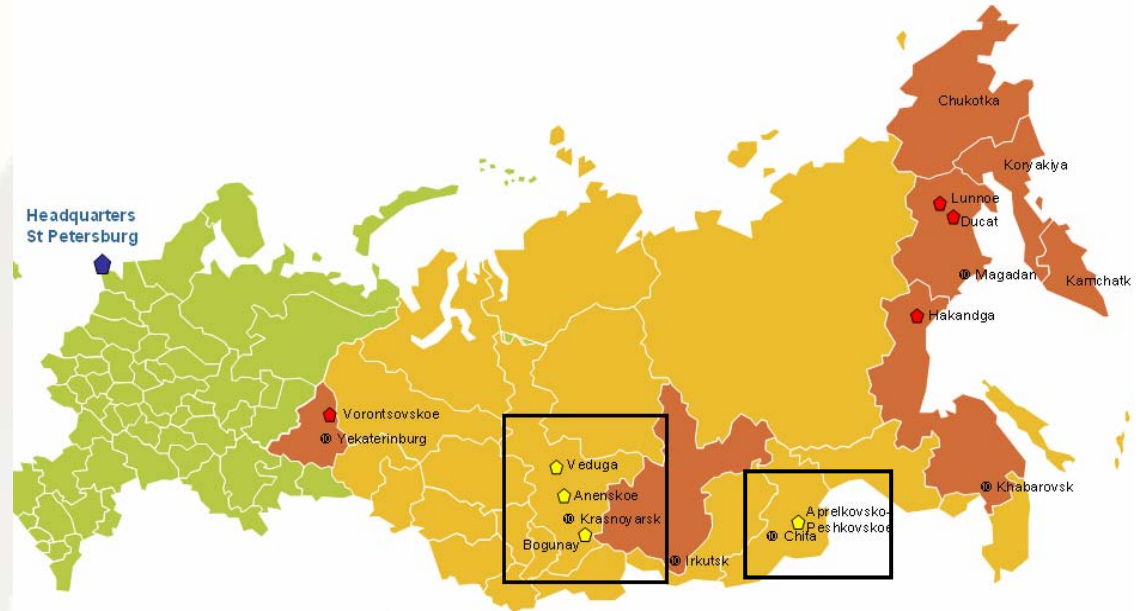 Chukotka
Koryakiya
Lunnoe
Ducat
Headquarters
St Petersburg
❿ Magadan
Kamchatk
Hakandga
Vorontsovskoe
❿ Yekaterinburg
Veduga
Anenskoe
❿ Khabarovsk
Aprelkovsko-
Peshkovskoe
❿ Krasnoyarsk
❿ Chita
Bogunay
❿ Irkutsk